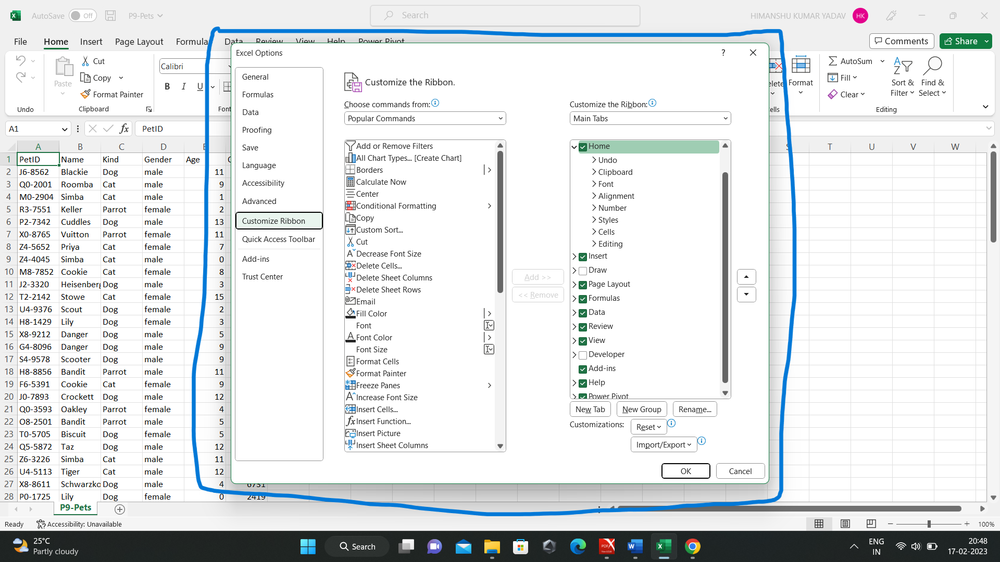 AutoSave Off P9-Pets Search HIMANSHU KUMAR YADAV HK
File Home Insert Page Layout Formula Data Review View Help Power Pivot Comments Share
Cut
Copy
Format Painter
Paste
Undo Clipboard
Calibri
B I U
Font
Format
AutoSum
Fill
Clear
Sort & Filter
Find & Select
Editing
A1 fx PetID
A B C D S T U V W
1 PetID Name Kind Gender Age
2 J6-8562 Blackie Dog male 11
3 Q0-2001 Roomba Cat male 9
4 M0-2904 Simba Cat male 1
5 R3-7551 Keller Parrot female 2
6 P2-7342 Cuddles Dog male 13
7 X0-8765 Vuitton Parrot female 11
8 Z4-5652 Priya Cat female 7
9 Z4-4045 Simba Cat male 0
10 M8-7852 Cookie Cat female 8
11 J2-3320 Heisenberg Dog male 3
12 T2-2142 Stowe Cat female 15
13 U4-9376 Scout Dog female 2
14 H8-1429 Lily Dog female 3
15 X8-9212 Danger Dog male 5
16 G4-8096 Danger Dog male 9
17 S4-9578 Scooter Dog male 9
18 H8-8856 Bandit Parrot male 11
19 F6-5391 Cookie Cat female 9
20 J0-7893 Crockett Dog male 12
21 Q0-3593 Oakley Parrot female 4
22 O8-2501 Bandit Parrot male 5
23 T0-5705 Biscuit Dog female 5
24 Q5-5872 Taz Dog male 12
25 Z6-3226 Simba Cat male 11
26 U4-5113 Tiger Cat male 12
27 X8-8611 Schwarzko Dog male 4 6731
28 P0-1725 Lily Dog female 0 2419
Excel Options ?
General
Formulas
Data
Proofing
Save
Language
Accessibility
Advanced
Customize Ribbon
Quick Access Toolbar
Add-ins
Trust Center
Customize the Ribbon.
Choose commands from:
Popular Commands
Add or Remove Filters
All Chart Types... [Create Chart]
Borders
Calculate Now
Center
Conditional Formatting
Copy
Custom Sort...
Cut
Decrease Font Size
Delete Cells...
Delete Sheet Columns
Delete Sheet Rows
Email
Fill Color
Font
Font Color
Font Size
Format Cells
Format Painter
Freeze Panes
Increase Font Size
Insert Cells...
Insert Function...
Insert Picture
Insert Sheet Columns
Add >>
<< Remove
Customize the Ribbon:
Main Tabs
Home
Undo
Clipboard
Font
Alignment
Number
Styles
Cells
Editing
Insert
Draw
Page Layout
Formulas
Data
Review
View
Developer
Add-ins
Help
Power Pivot
New Tab New Group Rename...
Customizations: Reset
Import/Export
OK Cancel
P9-Pets
Ready Accessibility: Unavailable 100%
25°C
Partly cloudy
Search
ENG
IN
20:48
17-02-2023